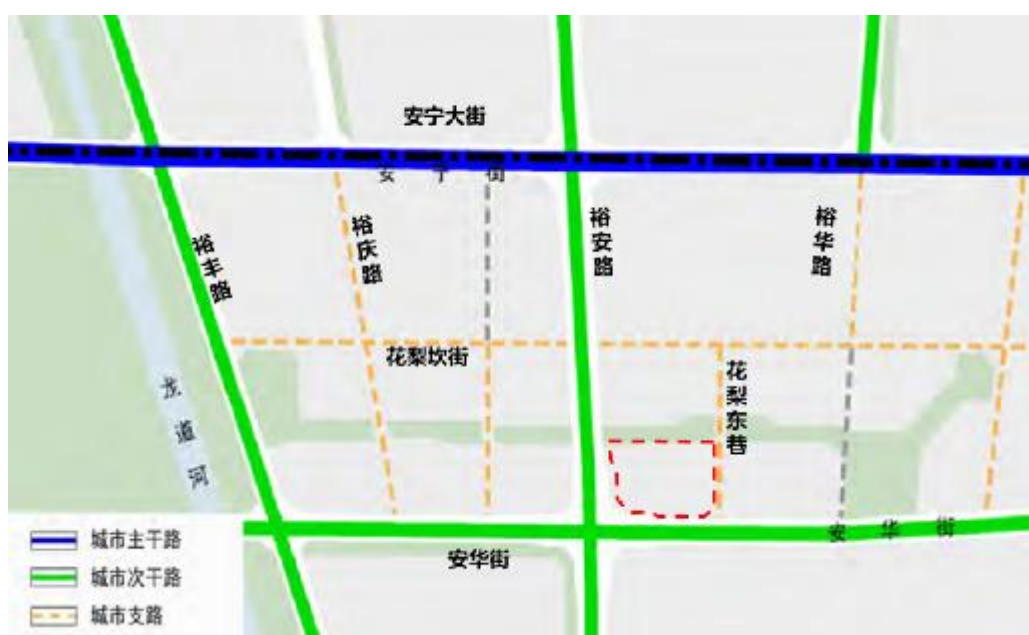 安宁大街
安宁街
裕丰路
裕庆路
裕安路
裕华路
花梨坎街
花梨东巷
龙道河
安华街
安华街
城市主干路
城市次干路
城市支路